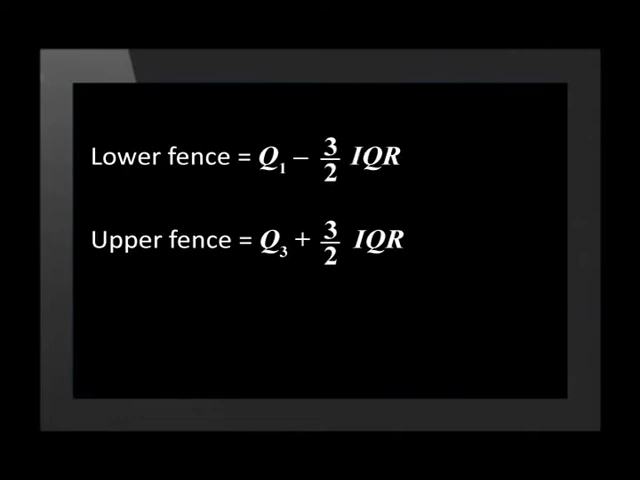 Lower fence = Q₁ – 3/2 IQR
Upper fence = Q₃ + 3/2 IQR